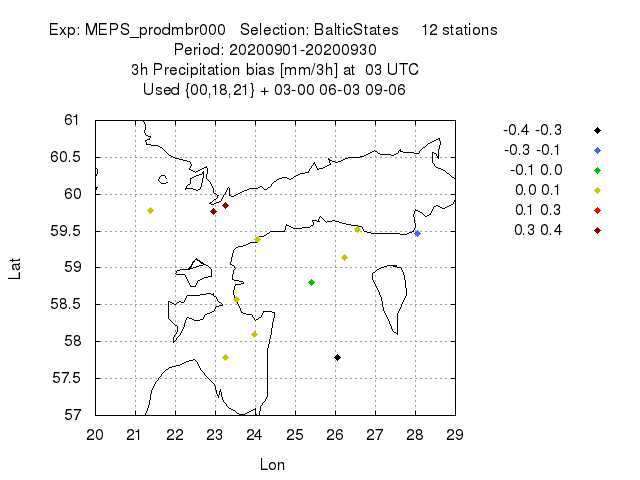 Exp: MEPS_prodmbr000 Selection: BalticStates 12 stations
Period: 20200901-20200930
3h Precipitation bias [mm/3h] at 03 UTC
Used {00,18,21} + 03-00 06-03 09-06
61
60.5
60
59.5
59
58.5
58
57.5
57
Lat
20 21 22 23 24 25 26 27 28 29
Lon
-0.4 -0.3
-0.3 -0.1
-0.1 0.0
0.0 0.1
0.1 0.3
0.3 0.4